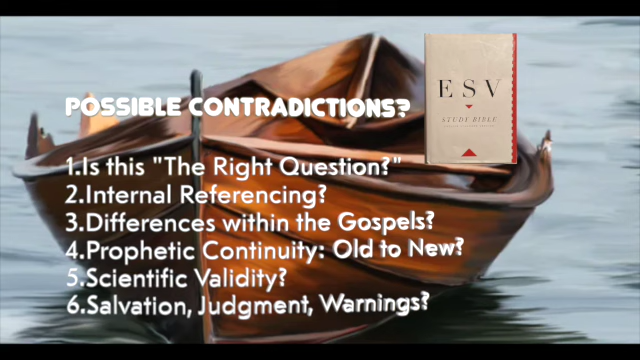 POSSIBLE CONTRADICTIONS?
1.Is this "The Right Question?"
2.Internal Referencing?
3.Differences within the Gospels?
4.Prophetic Continuity: Old to New?
5.Scientific Validity?
6.Salvation, Judgment, Warnings?
ESV
STUDY BIBLE